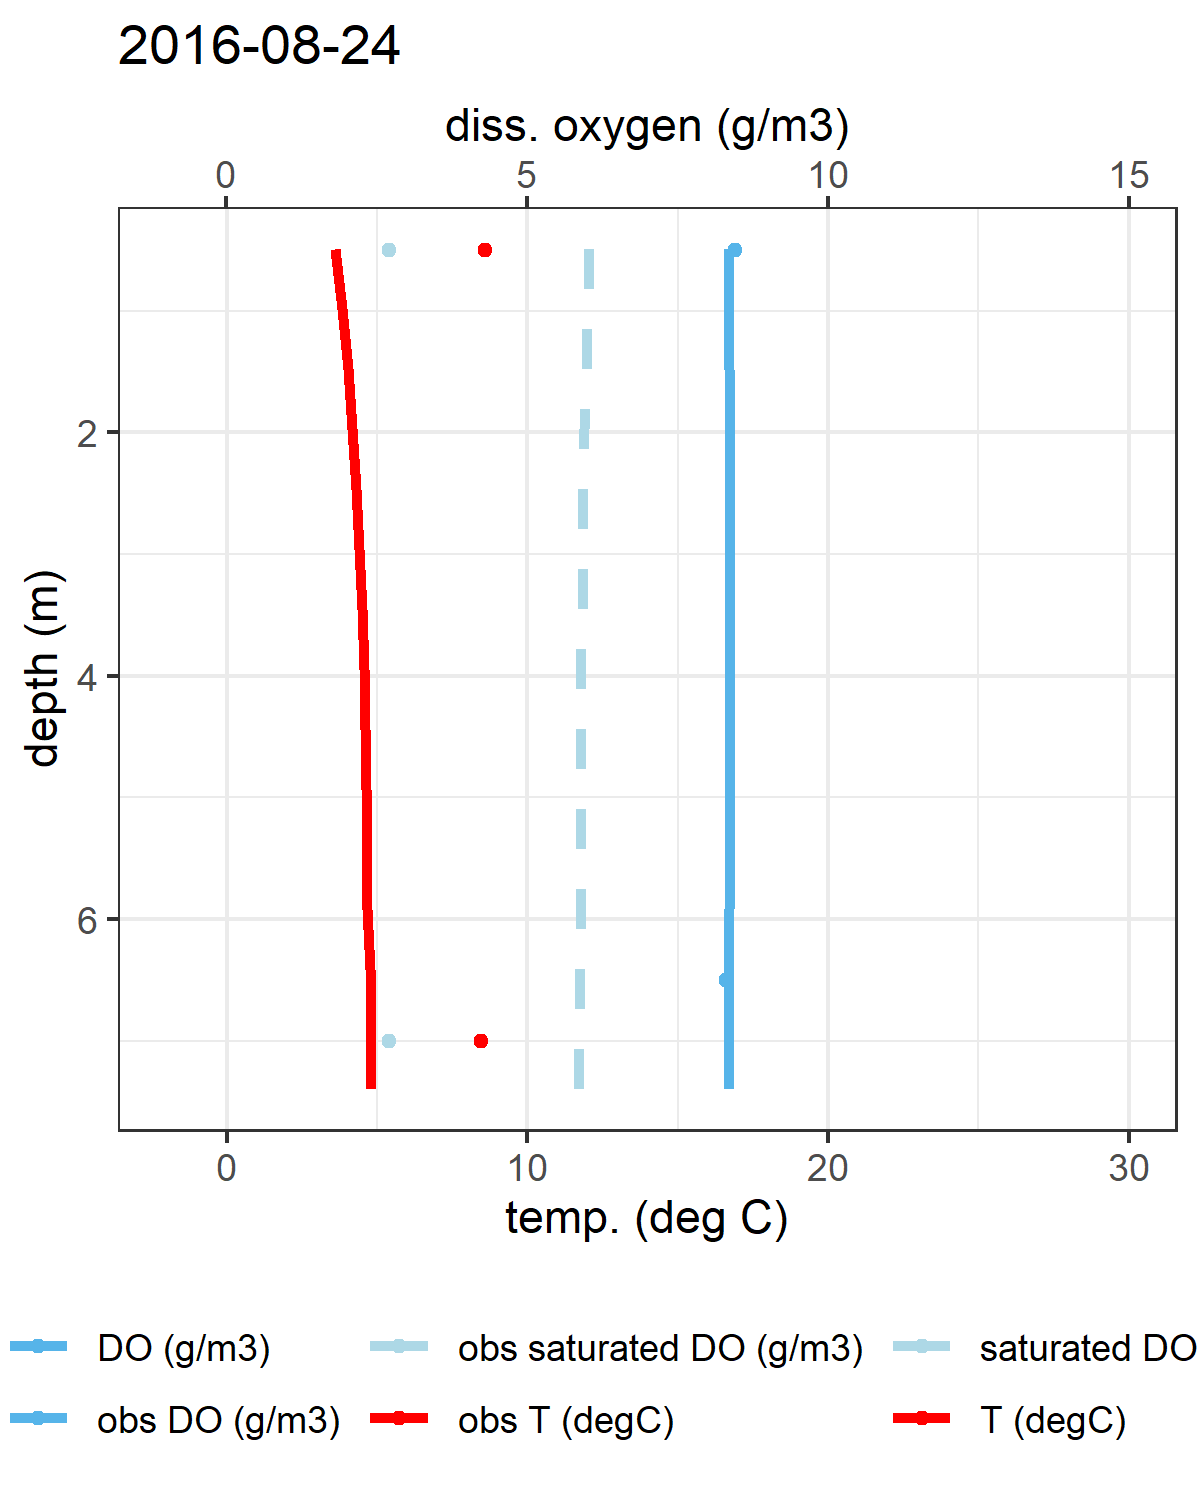 2016-08-24
diss. oxygen (g/m3)
0 5 10 15
depth (m)
2
4
6
0 10 20 30
temp. (deg C)
DO (g/m3) obs saturated DO (g/m3) saturated DO
obs DO (g/m3) obs T (degC) T (degC)